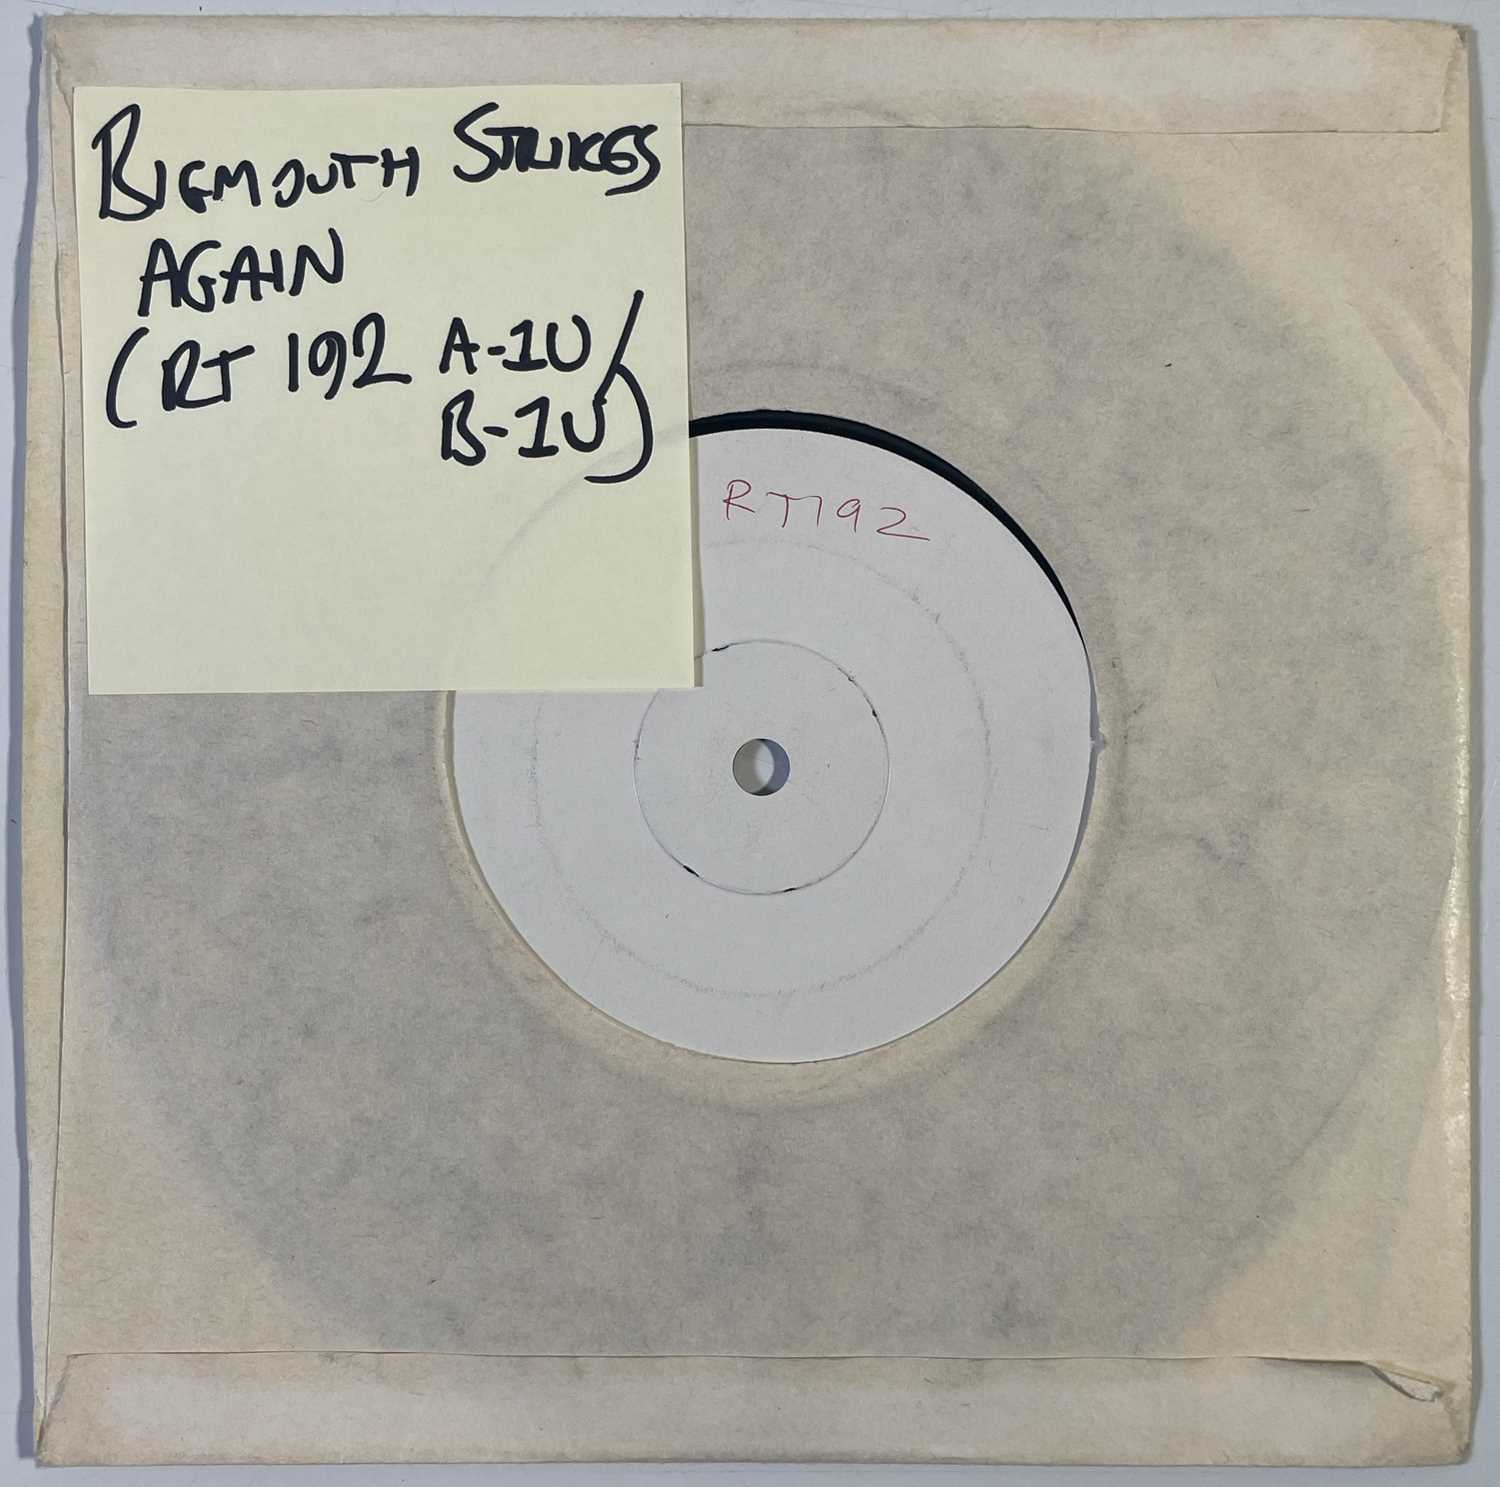 BIGMOUTH STRIKES
AGAIN
(RT 192 A-1U/
B-1U)
RT192